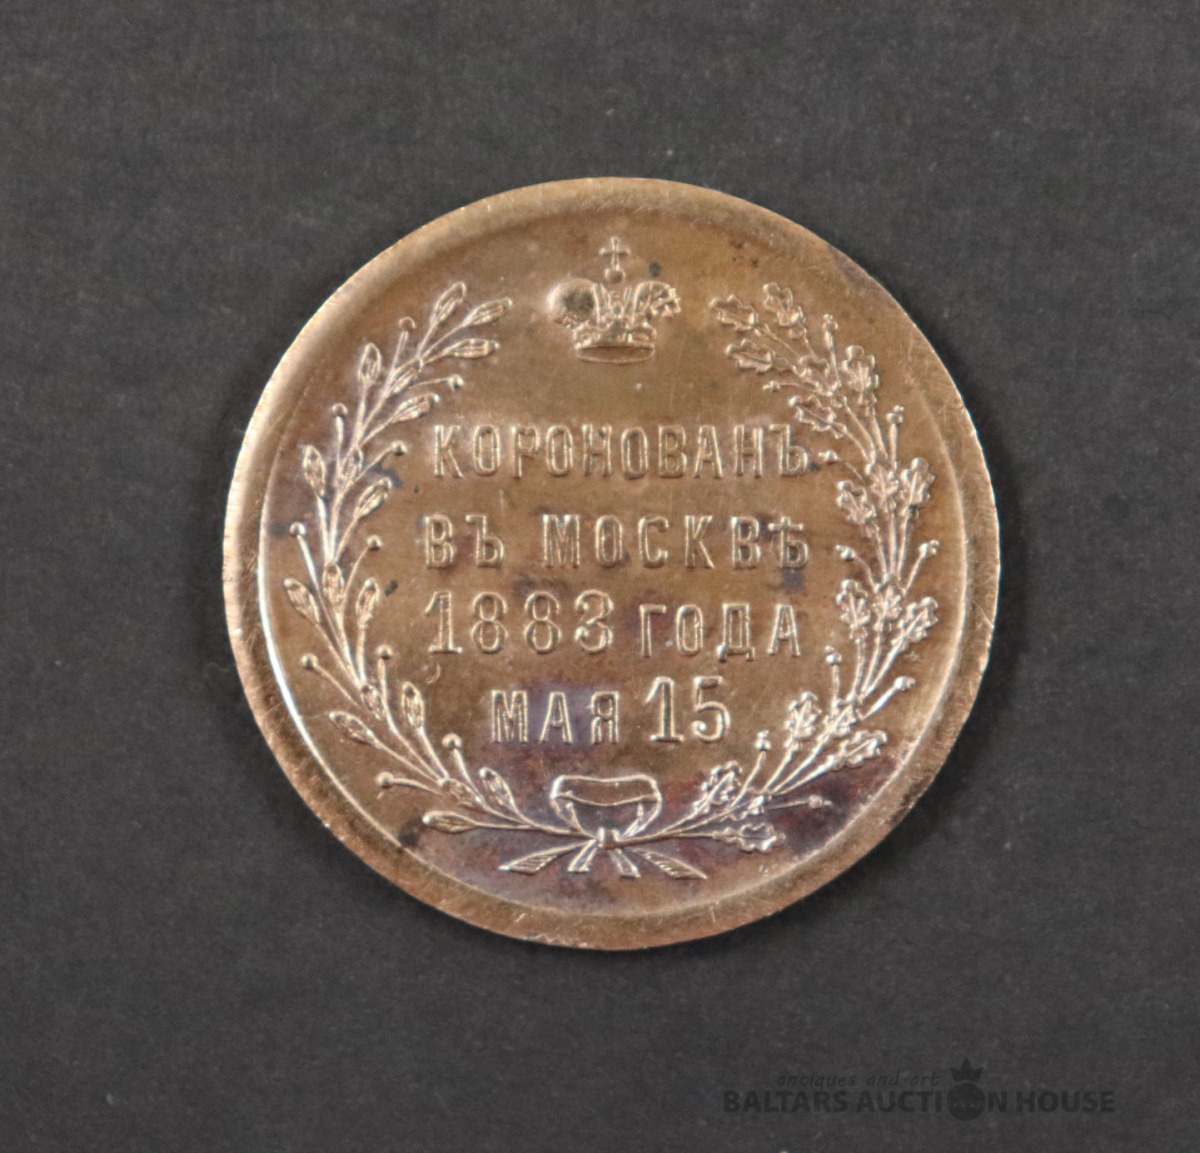 КОРОНОВАНЪ
ВЪ МОСКВѢ
1883 ГОДА
МАЯ 15
antiques and art
BALTARS AUCTION HOUSE